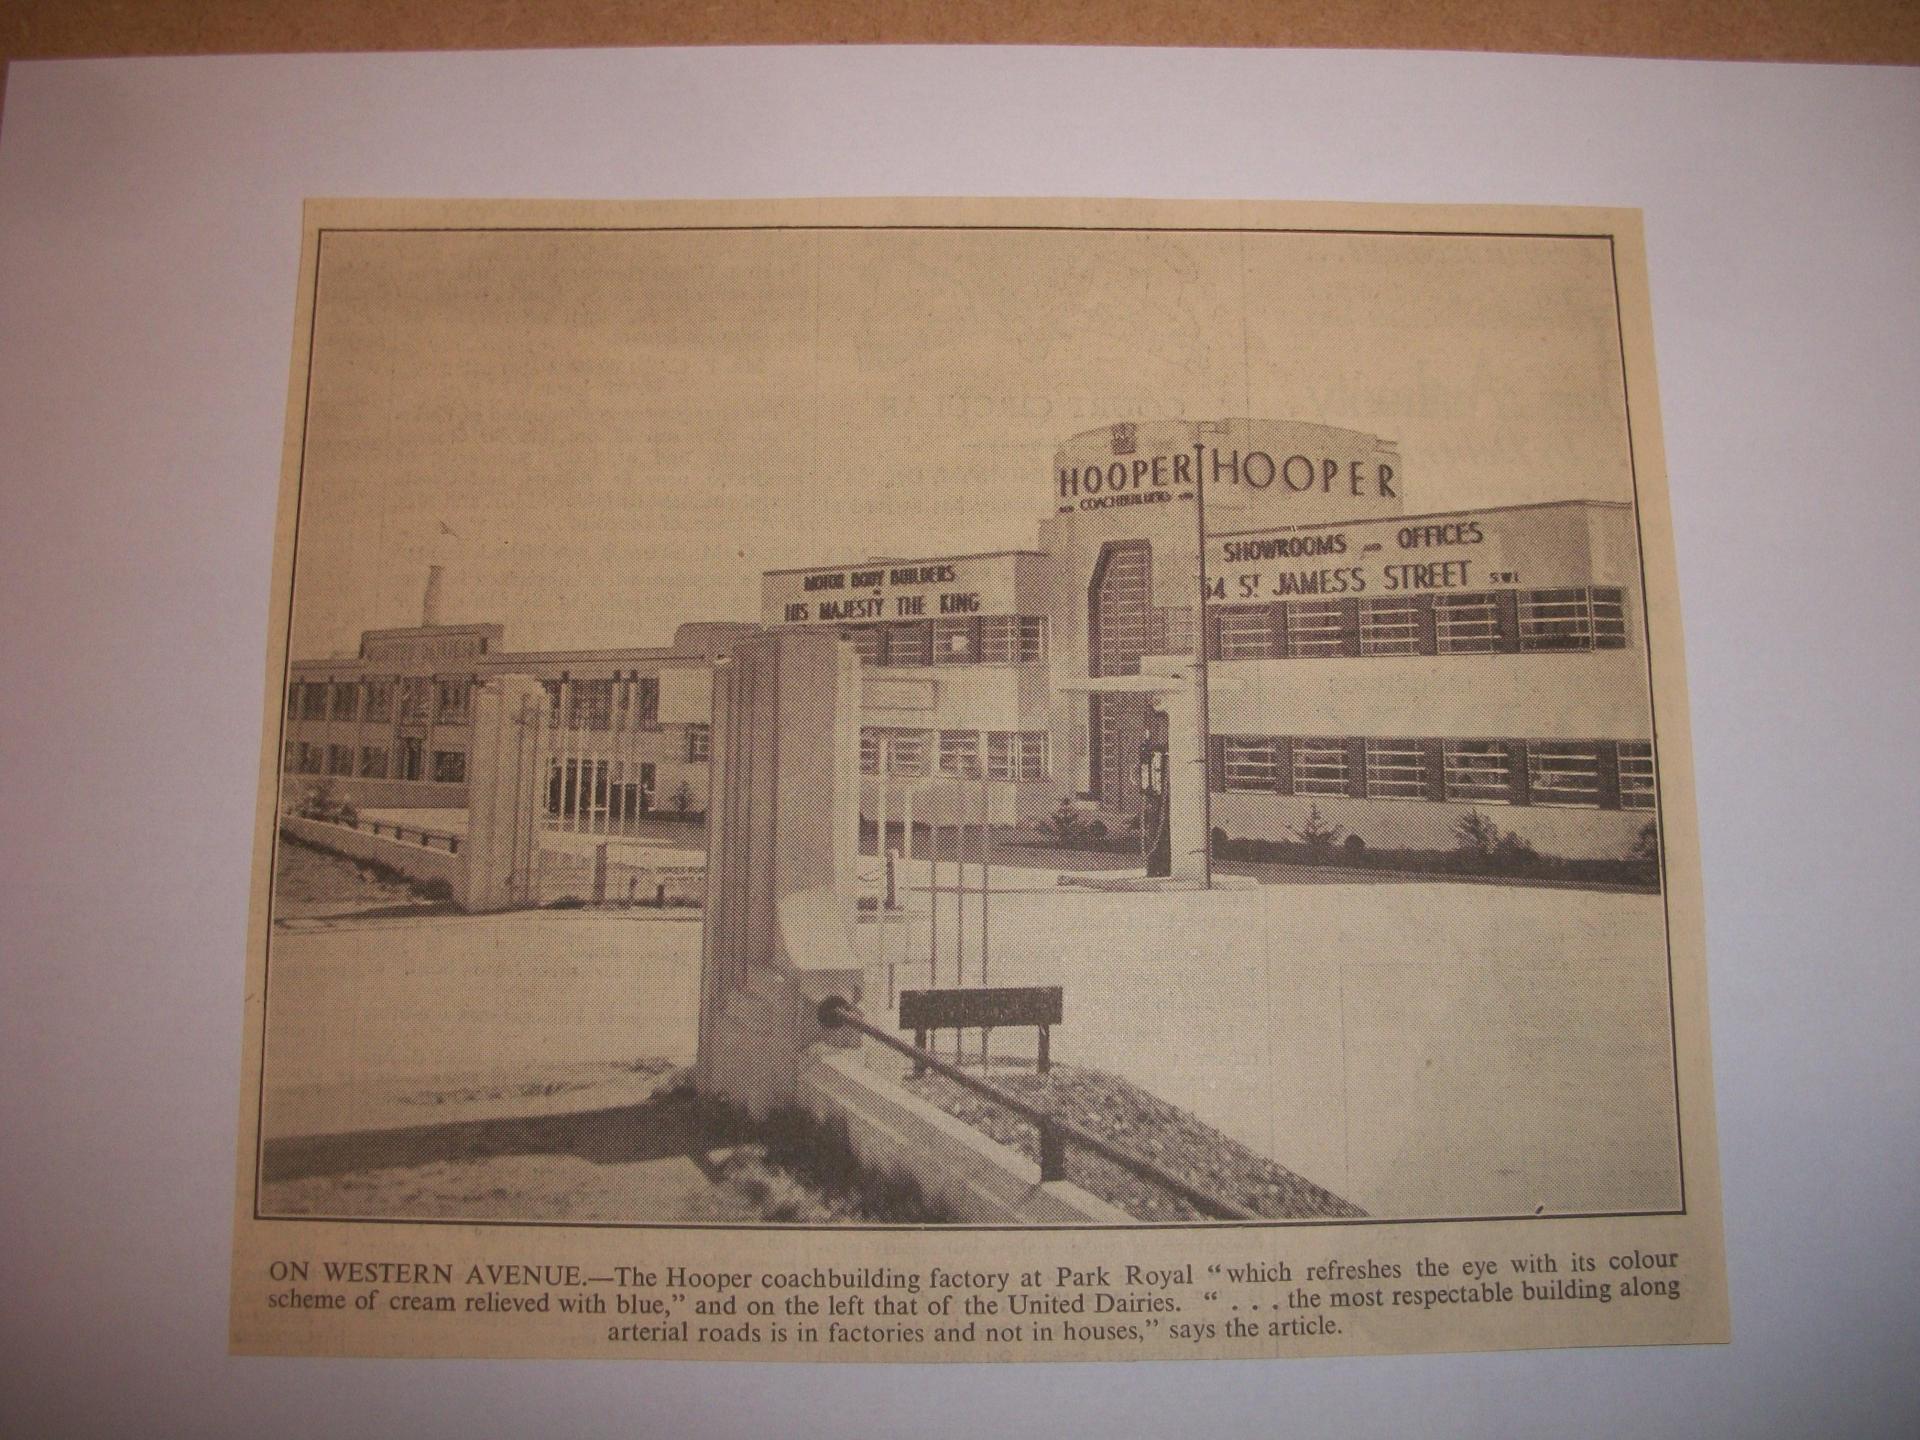 HOOPER HOOPER
COACHBUILDERS
SHOWROOMS AND OFFICES
54 ST JAMES'S STREET S.W.1
MOTOR BODY BUILDERS
HIS MAJESTY THE KING
ON WESTERN AVENUE.—The Hooper coachbuilding factory at Park Royal “which refreshes the eye with its colour
scheme of cream relieved with blue,” and on the left that of the United Dairies. “ . . . the most respectable building along
arterial roads is in factories and not in houses,” says the article.